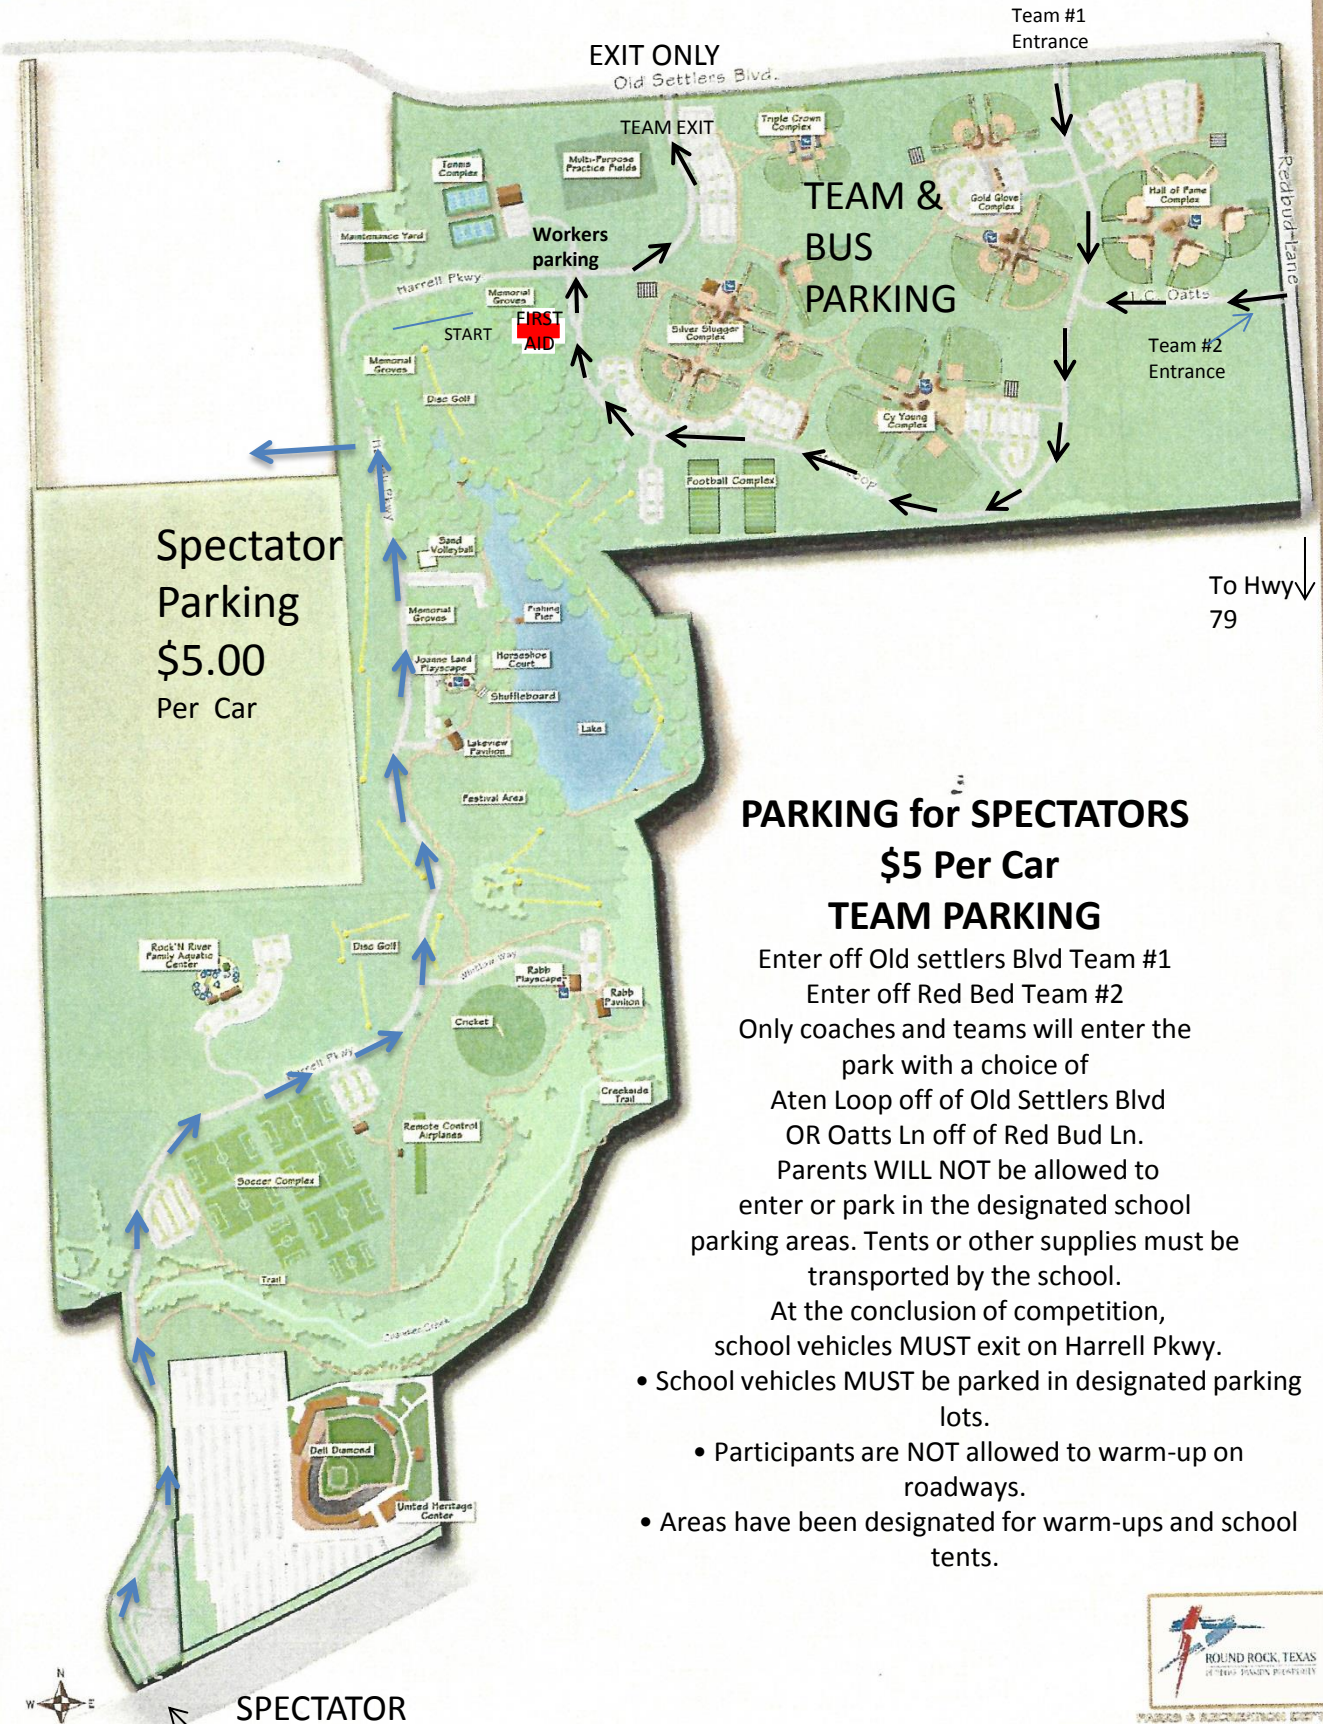 Team #1
Entrance
EXIT ONLY
Old Settlers Blvd.
TEAM EXIT
Triple Crown
Complex
Tennis
Complex
Multi-Purpose
Practice Fields
TEAM &
BUS
PARKING
Gold Glove
Complex
Hall of Fame
Complex
Redbud Lane
Maintenance Yard
Workers
parking
Harrell Pkwy
Memorial
Groves
FIRST
AID
START
Silver Slugger
Complex
J.C. Oatts
Team #2
Entrance
Memorial
Groves
Disc Golf
Cy Young
Complex
Loop
Football Complex
Spectator
Parking
$5.00
Per Car
Sand
Volleyball
Memorial
Groves
Fishing
Pier
Joanne Land
Playscape
Horseshoe
Court
Shuffleboard
Lake
Lakeview
Pavilion
Festival Area
To Hwy
79
PARKING for SPECTATORS
$5 Per Car
TEAM PARKING
Enter off Old settlers Blvd Team #1
Enter off Red Bed Team #2
Only coaches and teams will enter the
park with a choice of
Aten Loop off of Old Settlers Blvd
OR Oatts Ln off of Red Bud Ln.
Parents WILL NOT be allowed to
enter or park in the designated school
parking areas. Tents or other supplies must be
transported by the school.
At the conclusion of competition,
school vehicles MUST exit on Harrell Pkwy.
• School vehicles MUST be parked in designated parking
lots.
• Participants are NOT allowed to warm-up on
roadways.
• Areas have been designated for warm-ups and school
tents.
Rock'N River
Family Aquatic
Center
Disc Golf
Way
Rabb
Playscape
Rabb
Pavilion
Cricket
Harrell Pkwy
Creekside
Trail
Remote Control
Airplanes
Soccer Complex
Trail
Creek
Dell Diamond
United Heritage
Center
N
W
E
SPECTATOR
ROUND ROCK, TEXAS
PURPOSE. PASSION. PROSPERITY.
PARKS & RECREATION DEPT